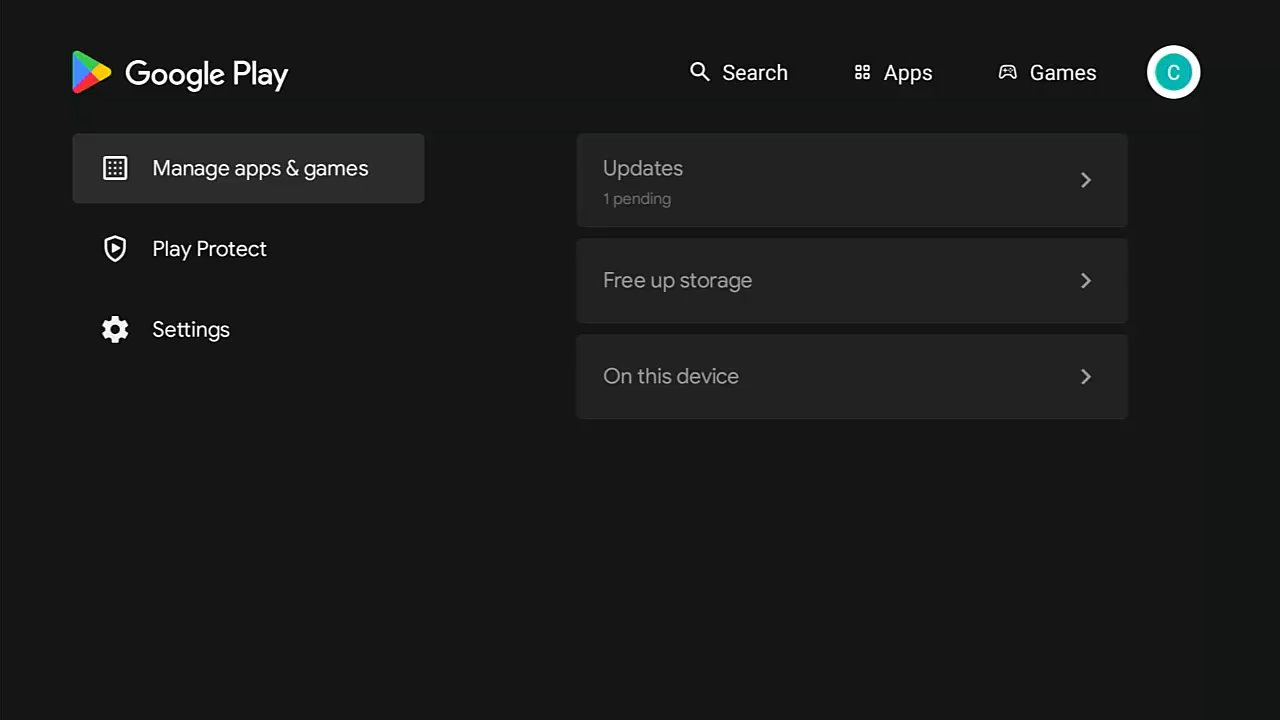 Google Play
Search
Apps
Games
C
Manage apps & games
Play Protect
Settings
Updates
1 pending
Free up storage
On this device